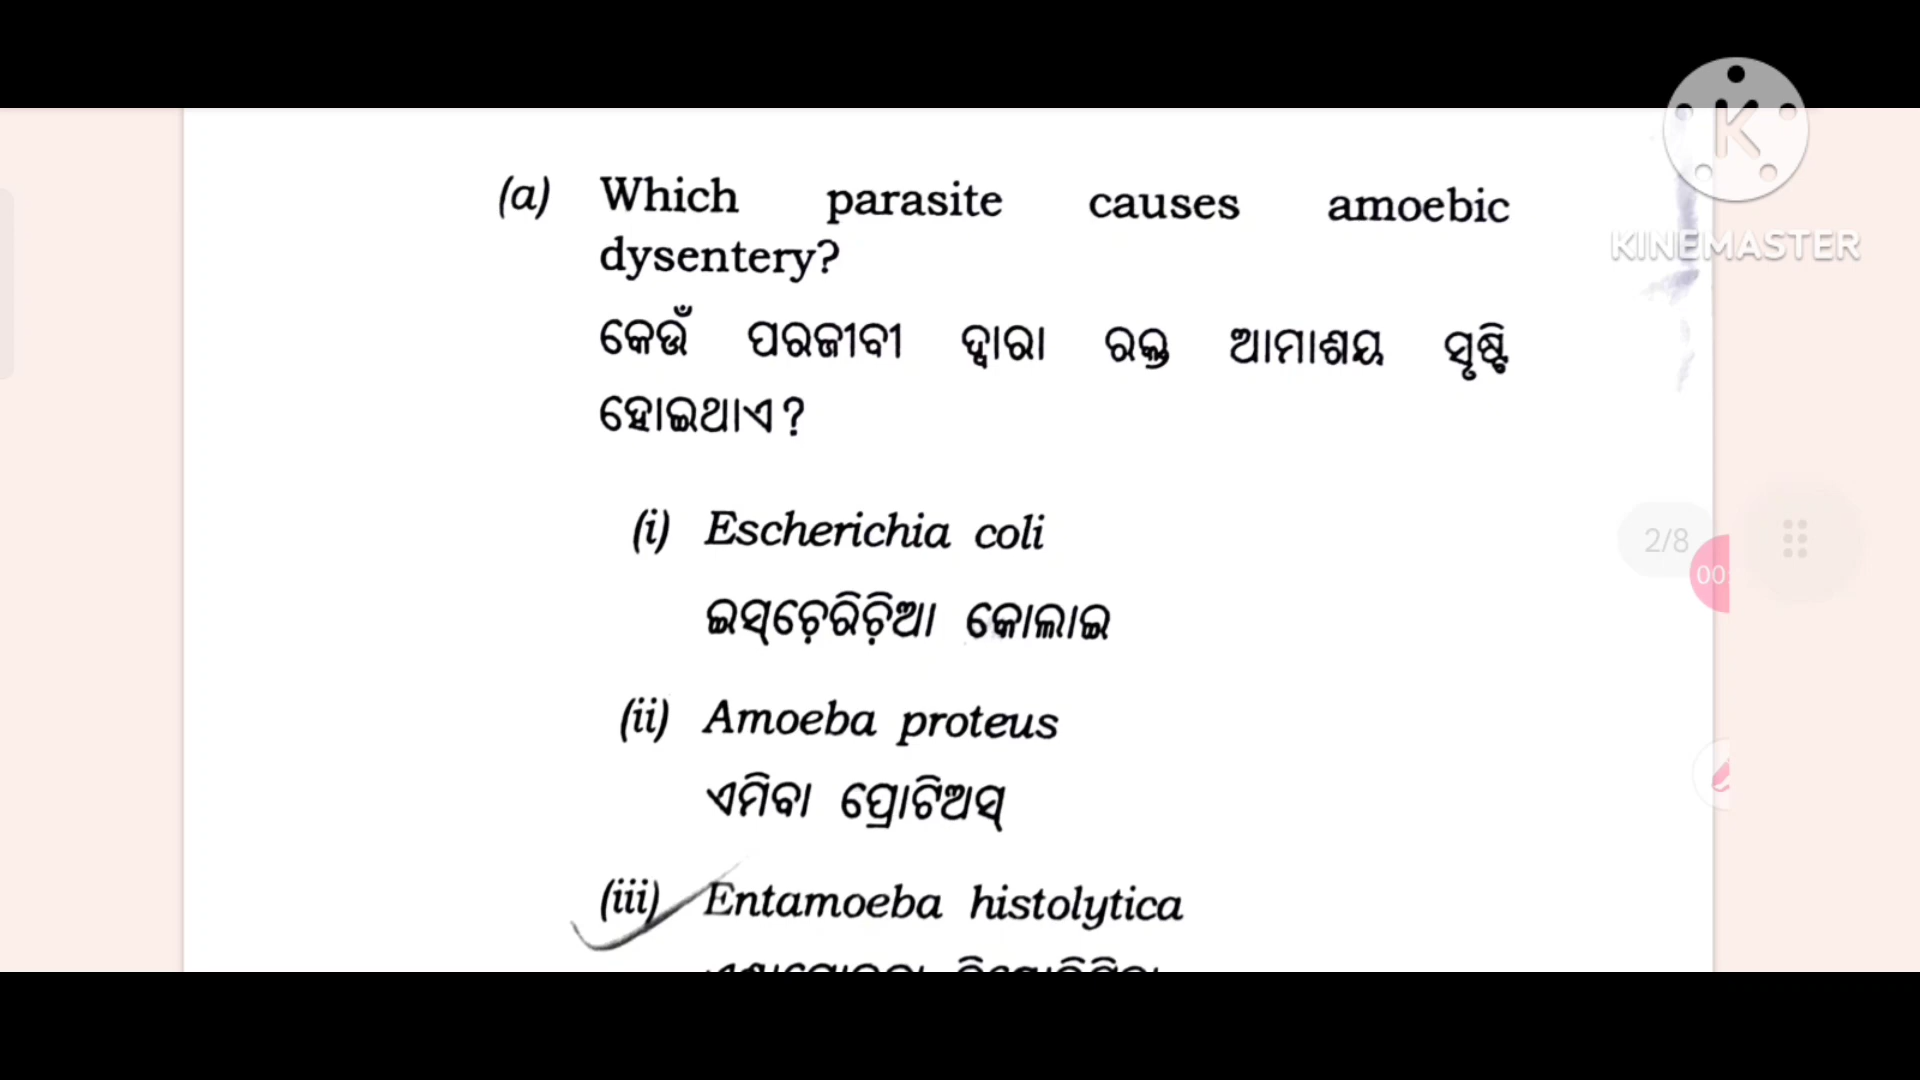 (a) Which parasite causes amoebic
dysentery?
କେଉଁ ପରଜୀବୀ ଦ୍ୱାରା ରକ୍ତ ଆମାଶୟ ସୃଷ୍ଟି
ହୋଇଥାଏ ?
(i) Escherichia coli
ଇସ୍‌ଚେ଼ରିଚି଼ଆ କୋଲାଇ
(ii) Amoeba proteus
ଏମିବା ପ୍ରୋଟିଅସ୍
(iii) Entamoeba histolytica
K
KINEMASTER
2/8
00: